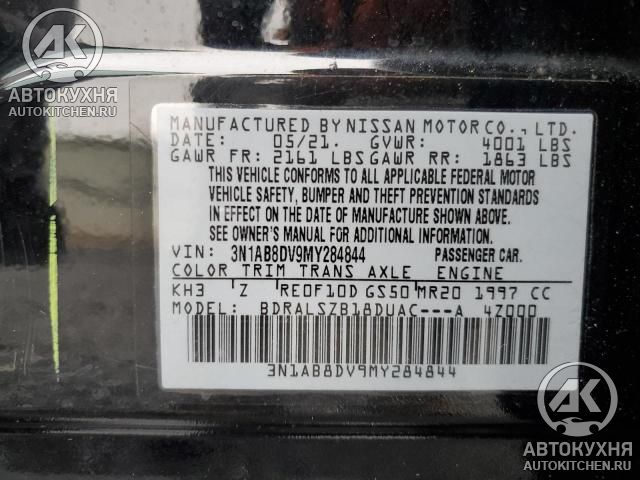 АК
АВТОКУХНЯ
AUTOKITCHEN.RU
MANUFACTURED BY NISSAN MOTOR CO., LTD.
DATE: 05/21. GVWR: 4001 LBS
GAWR FR: 2161 LBS GAWR RR: 1863 LBS
THIS VEHICLE CONFORMS TO ALL APPLICABLE FEDERAL MOTOR
VEHICLE SAFETY, BUMPER AND THEFT PREVENTION STANDARDS
IN EFFECT ON THE DATE OF MANUFACTURE SHOWN ABOVE.
SEE OWNER'S MANUAL FOR ADDITIONAL INFORMATION.
VIN: 3N1AB8DV9MY284844 PASSENGER CAR.
COLOR TRIM TRANS AXLE ENGINE
KH3 Z RE0F10D GS50 MR20 1997 CC
MODEL: BDRALSZB18DUAC---A 4Z000
3N1AB8DV9MY284844
АК
АВТОКУХНЯ
AUTOKITCHEN.RU